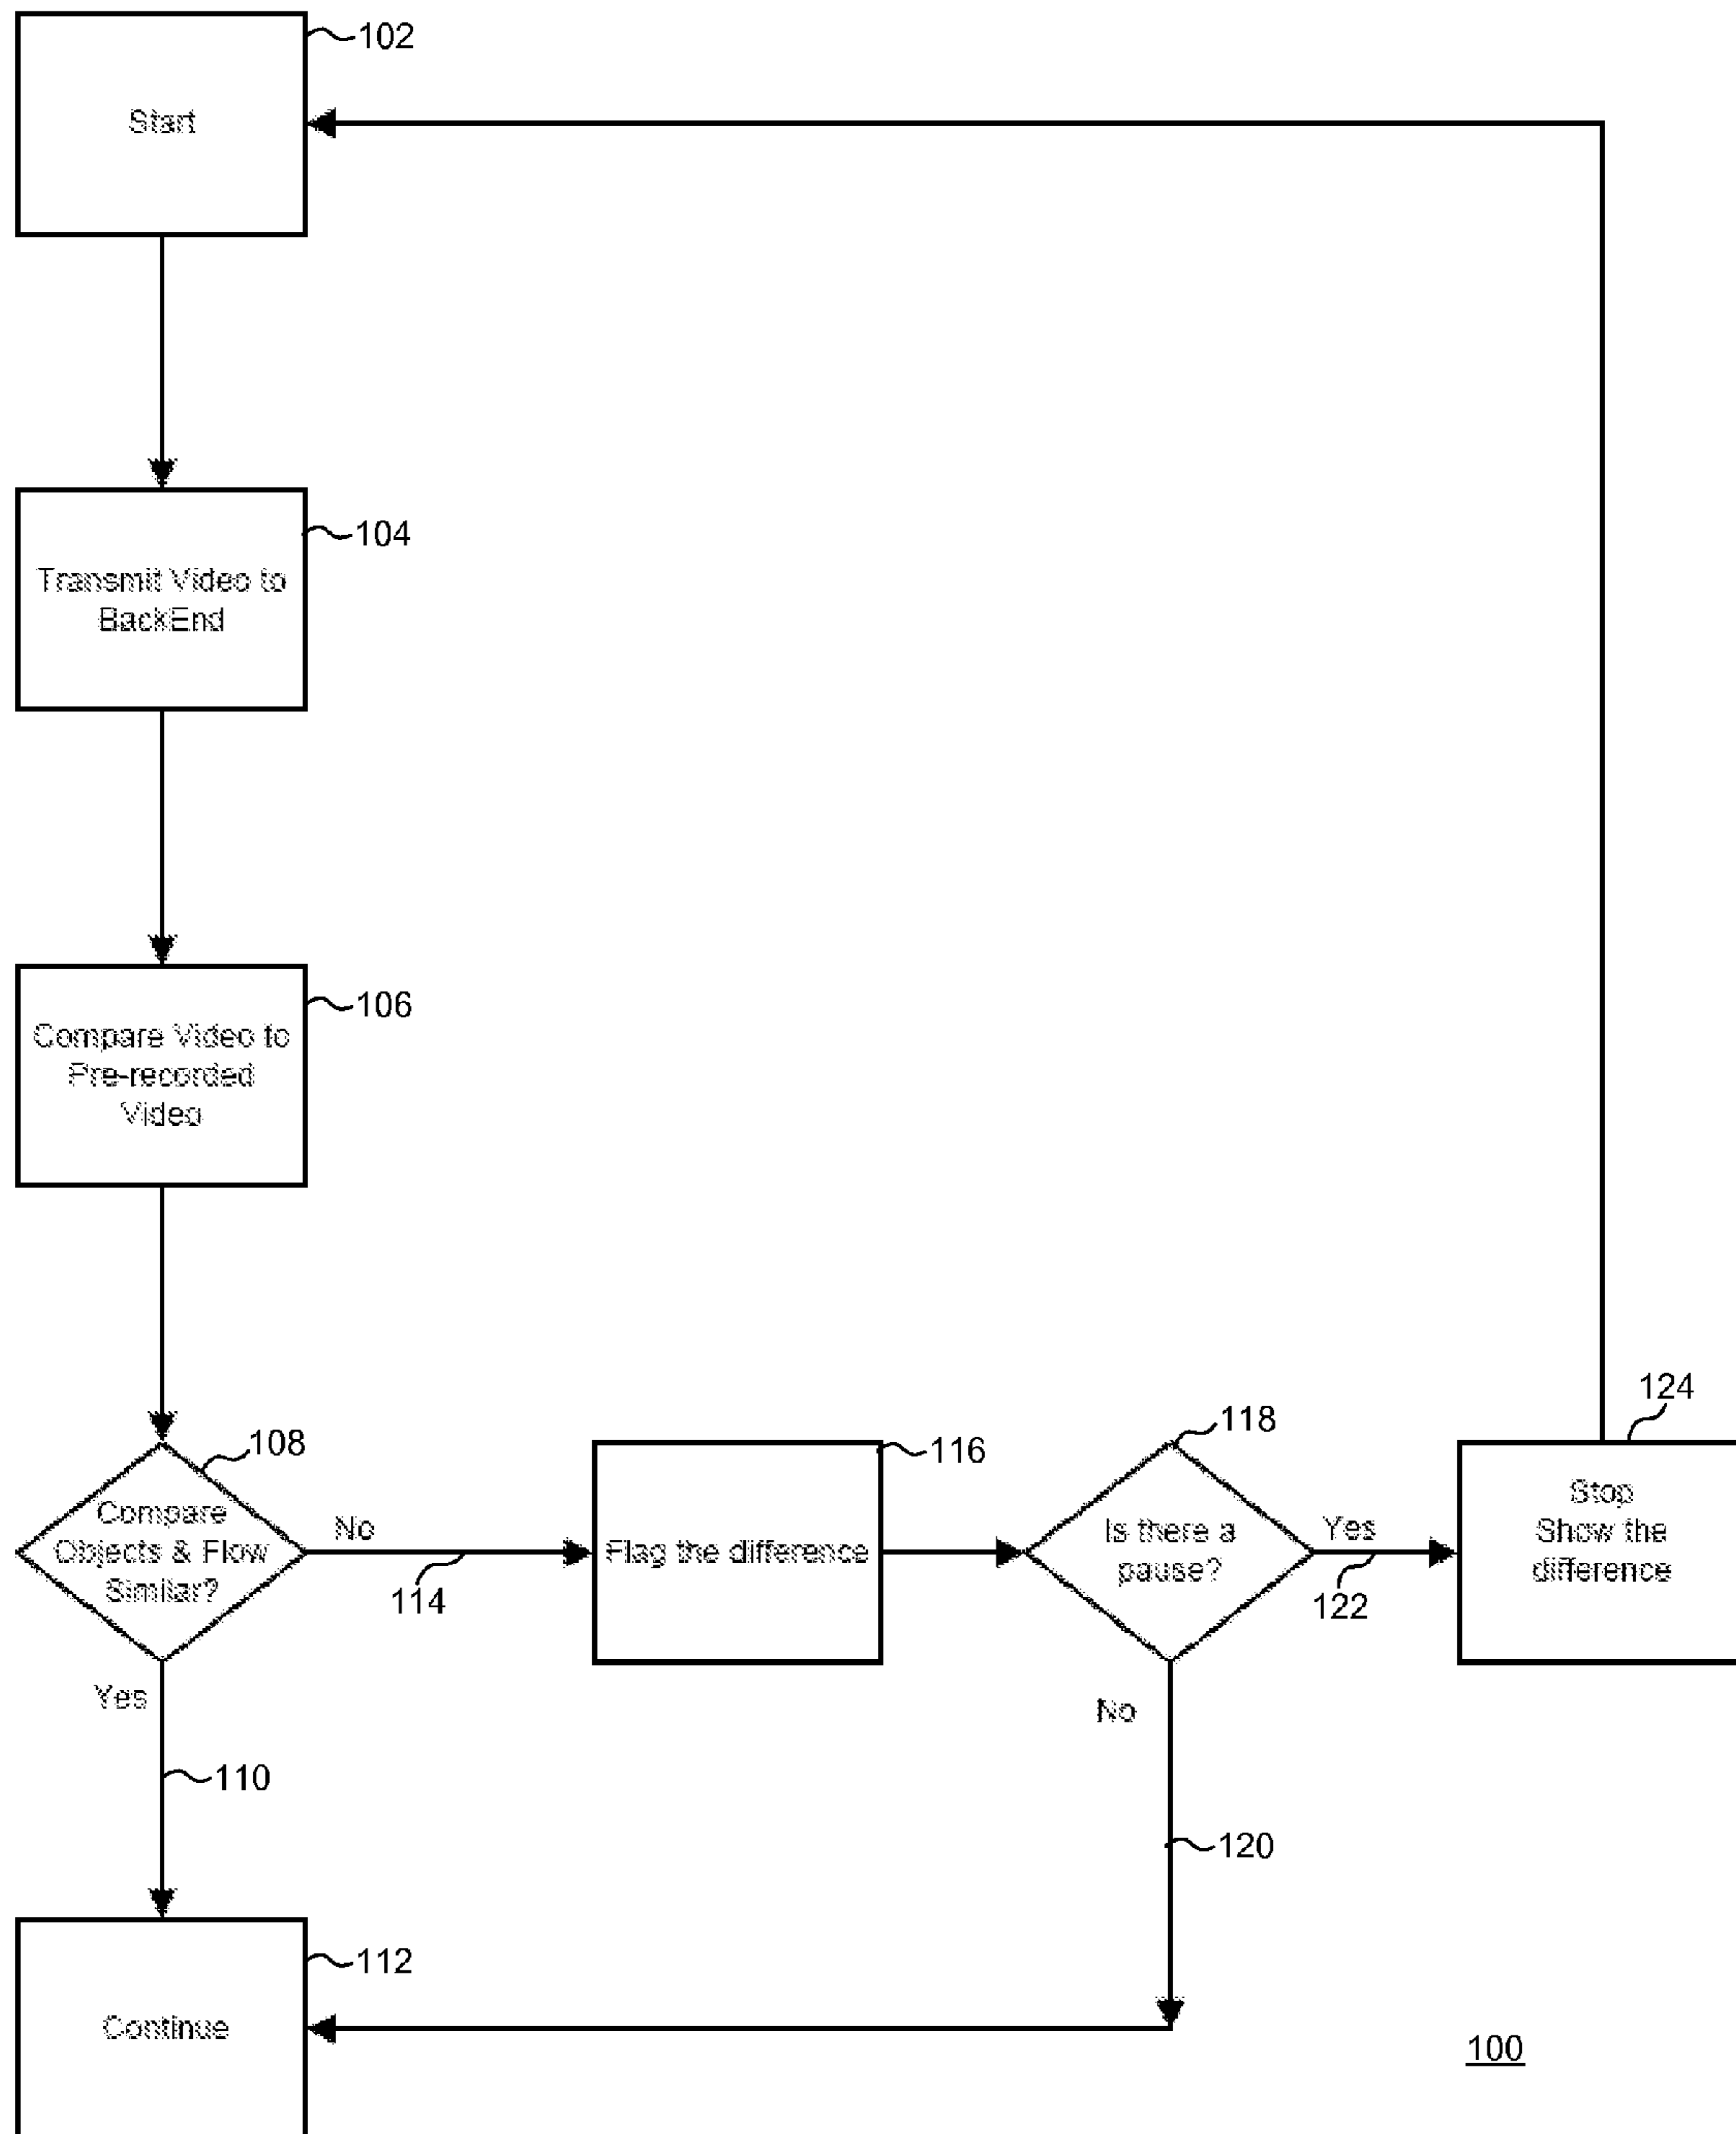 102
Start
104
Transmit Video to
BackEnd
106
Compare Video to
Pre-recorded
Video
108
Compare
Objects & Flow
Similar?
No
114
Flag the difference
116
118
Is there a
pause?
Yes
122
124
Stop
Show the
difference
Yes
110
No
120
112
Continue
100